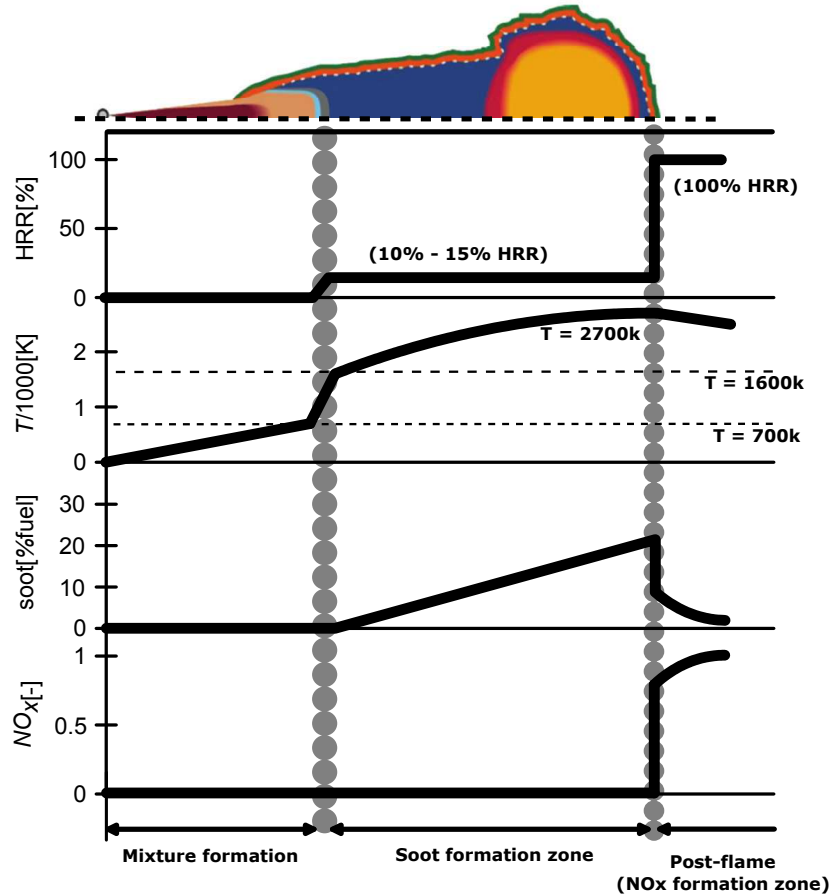 HRR[%]
100
50
0
(100% HRR)
(10% - 15% HRR)
T/1000[K]
2
1
0
T = 2700k
T = 1600k
T = 700k
soot[%fuel]
30
20
10
0
NOx[-]
1
0.5
0
Mixture formation
Soot formation zone
Post-flame
(NOx formation zone)